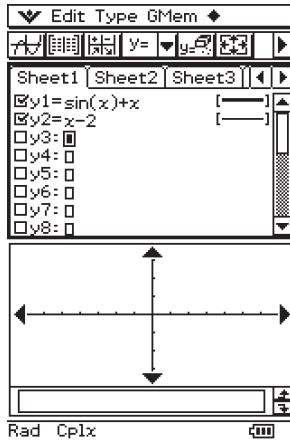 Edit Type GMem
y=
Sheet1 Sheet2 Sheet3
y1=sin(x)+x
y2=x-2
y3:
y4:
y5:
y6:
y7:
y8:
Rad Cplx